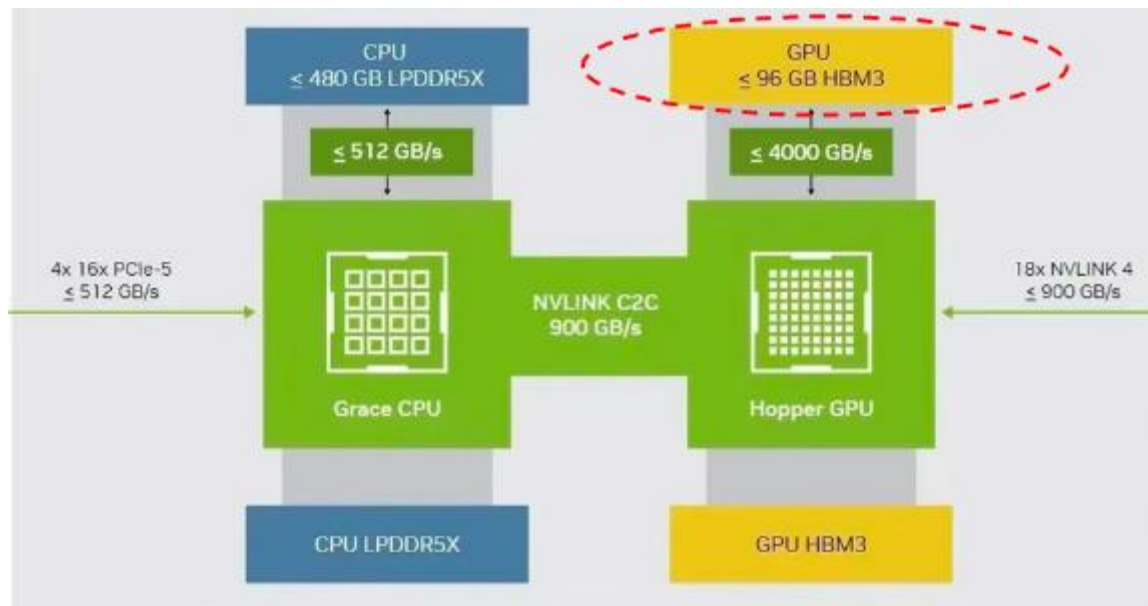 CPU
≤ 480 GB LPDDR5X
GPU
≤ 96 GB HBM3
≤ 512 GB/s
≤ 4000 GB/s
4x 16x PCIe-5
≤ 512 GB/s
NVLINK C2C
900 GB/s
18x NVLINK 4
≤ 900 GB/s
Grace CPU
Hopper GPU
CPU LPDDR5X
GPU HBM3